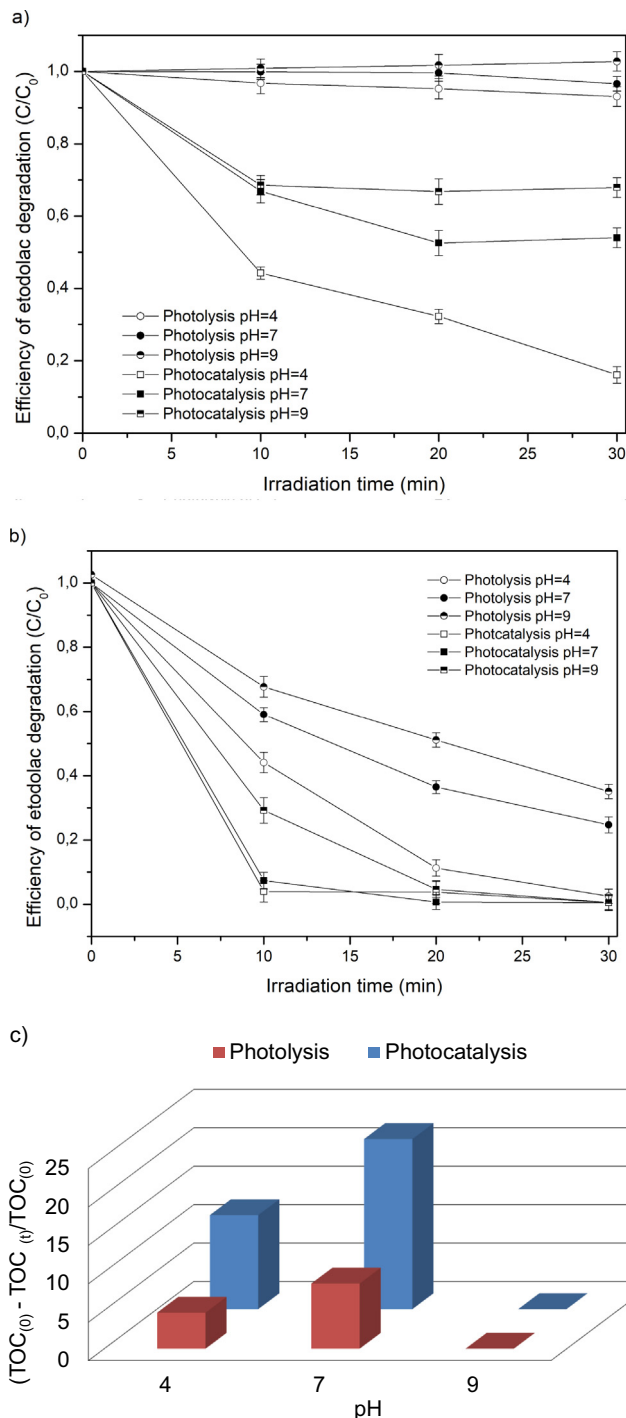 a)
Efficiency of etodolac degradation (C/C0)
1,0
0,8
0,6
0,4
0,2
0,0
Photolysis pH=4
Photolysis pH=7
Photolysis pH=9
Photocatalysis pH=4
Photocatalysis pH=7
Photocatalysis pH=9
0 5 10 15 20 25 30
Irradiation time (min)
b)
Efficiency of etodolac degradation (C/C0)
1,0
0,8
0,6
0,4
0,2
0,0
Photolysis pH=4
Photolysis pH=7
Photolysis pH=9
Photcatalysis pH=4
Photocatalysis pH=7
Photocatalysis pH=9
0 5 10 15 20 25 30
Irradiation time (min)
c)
Photolysis Photocatalysis
(TOC(0) - TOC (t)/TOC(0)
25
20
15
10
5
0
4 7 9
pH